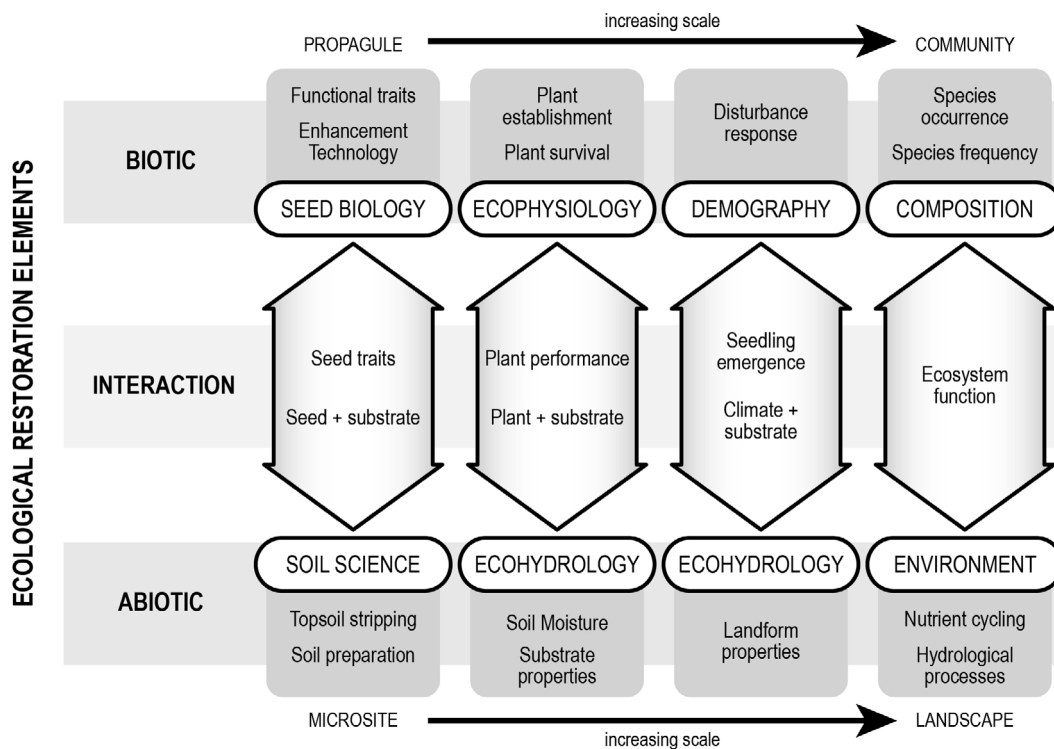 increasing scale
PROPAGULE
COMMUNITY
ECOLOGICAL RESTORATION ELEMENTS
BIOTIC
Functional traits
Enhancement
Technology
SEED BIOLOGY
Plant
establishment
Plant survival
ECOPHYSIOLOGY
Disturbance
response
DEMOGRAPHY
Species
occurrence
Species frequency
COMPOSITION
INTERACTION
Seed traits
Seed + substrate
Plant performance
Plant + substrate
Seedling
emergence
Climate +
substrate
Ecosystem
function
ABIOTIC
SOIL SCIENCE
Topsoil stripping
Soil preparation
ECOHYDROLOGY
Soil Moisture
Substrate
properties
ECOHYDROLOGY
Landform
properties
ENVIRONMENT
Nutrient cycling
Hydrological
processes
MICROSITE
LANDSCAPE
increasing scale